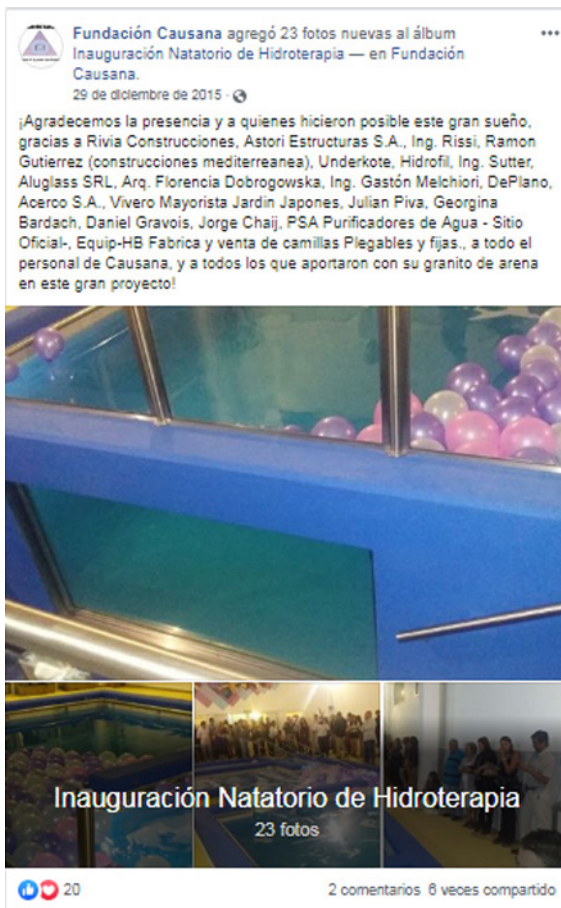 Fundación Causana agregó 23 fotos nuevas al álbum
Inauguración Natatorio de Hidroterapia — en Fundación
Causana.
29 de diciembre de 2015 ·
¡Agradecemos la presencia y a quienes hicieron posible este gran sueño,
gracias a Rivia Construcciones, Astori Estructuras S.A., Ing. Rissi, Ramon
Gutierrez (construcciones mediterreanea), Underkote, Hidrofil, Ing. Sutter,
Aluglass SRL, Arq. Florencia Dobrogowska, Ing. Gastón Melchiori, DePlano,
Acerco S.A., Vivero Mayorista Jardin Japones, Julian Piva, Georgina
Bardach, Daniel Gravois, Jorge Chaij, PSA Purificadores de Agua - Sitio
Oficial-, Equip-HB Fabrica y venta de camillas Plegables y fijas., a todo el
personal de Causana, y a todos los que aportaron con su granito de arena
en este gran proyecto!
Inauguración Natatorio de Hidroterapia
23 fotos
20
2 comentarios 6 veces compartido